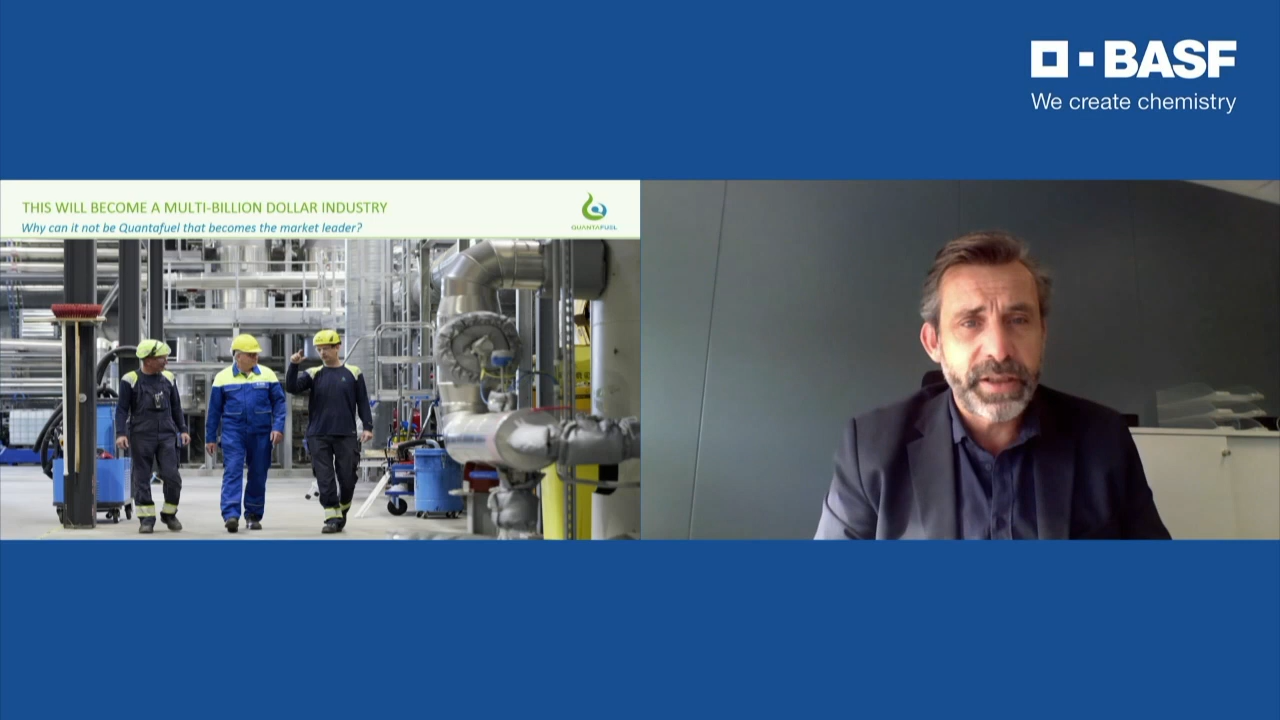 BASF
We create chemistry
THIS WILL BECOME A MULTI-BILLION DOLLAR INDUSTRY
Why can it not be Quantafuel that becomes the market leader?
QUANTAFUEL